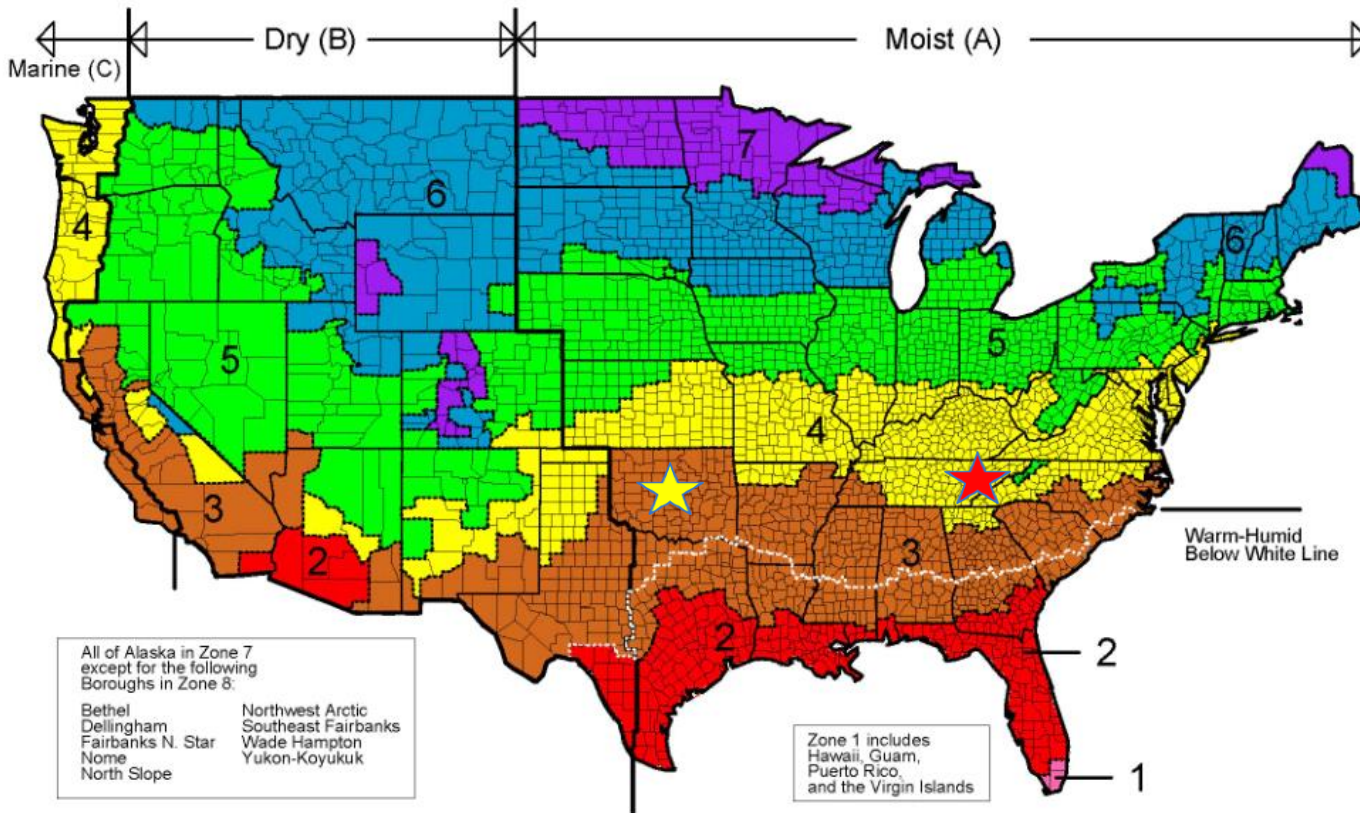 Marine (C)
Dry (B)
Moist (A)
7
6
6
4
5
5
4
3
3
2
2
2
1
Warm-Humid
Below White Line
All of Alaska in Zone 7
except for the following
Boroughs in Zone 8:
Bethel
Dellingham
Fairbanks N. Star
Nome
North Slope
Northwest Arctic
Southeast Fairbanks
Wade Hampton
Yukon-Koyukuk
Zone 1 includes
Hawaii, Guam,
Puerto Rico,
and the Virgin Islands